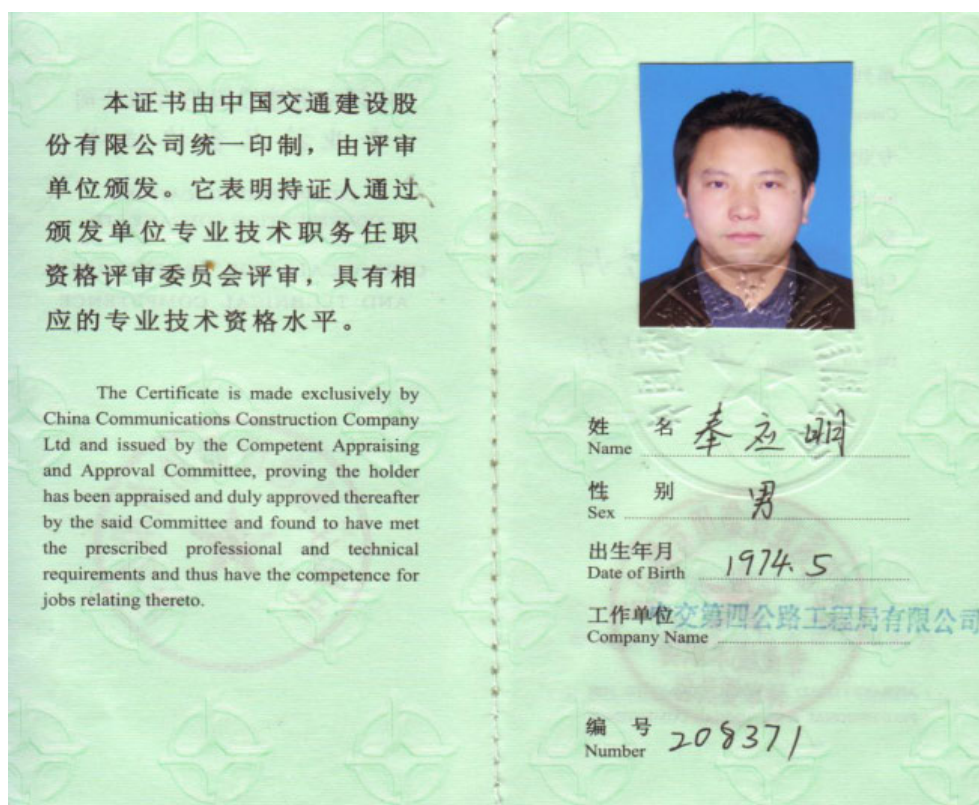 本证书由中国交通建设股
份有限公司统一印制，由评审
单位颁发。它表明持证人通过
颁发单位专业技术职务任职
资格评审委员会评审，具有相
应的专业技术资格水平。
The Certificate is made exclusively by
China Communications Construction Company
Ltd and issued by the Competent Appraising
and Approval Committee, proving the holder
has been appraised and duly approved thereafter
by the said Committee and found to have met
the prescribed professional and technical
requirements and thus have the competence for
jobs relating thereto.
姓 名 奉应明
Name
性 别 男
Sex
出生年月 1974.5
Date of Birth
工作单位 中交第四公路工程局有限公司
Company Name
编 号 208371
Number